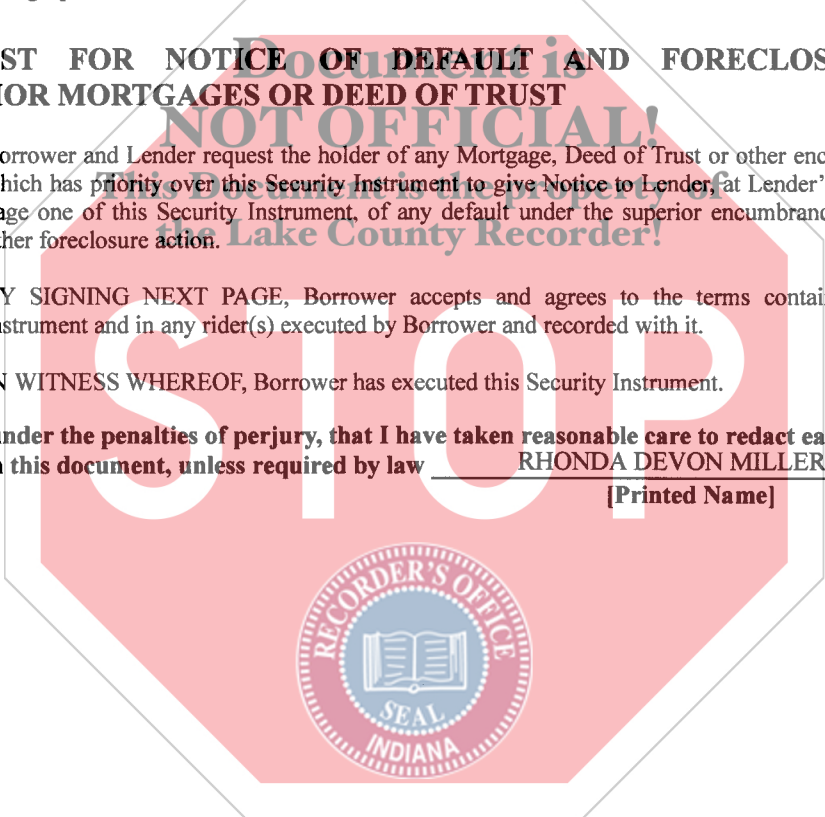 ST FOR NOTICE OF DEFAULT AND FORECLOS
IOR MORTGAGES OR DEED OF TRUST
Document is
NOT OFFICIAL!
This Document is the property of
the Lake County Recorder!
orrower and Lender request the holder of any Mortgage, Deed of Trust or other enc
hich has priority over this Security Instrument to give Notice to Lender, at Lender'
age one of this Security Instrument, of any default under the superior encumbranc
her foreclosure action.
Y SIGNING NEXT PAGE, Borrower accepts and agrees to the terms contai
nstrument and in any rider(s) executed by Borrower and recorded with it.
N WITNESS WHEREOF, Borrower has executed this Security Instrument.
under the penalties of perjury, that I have taken reasonable care to redact ea
this document, unless required by law RHONDA DEVON MILLER
[Printed Name]
STOP
RECORDER'S OFFICE
SEAL
INDIANA